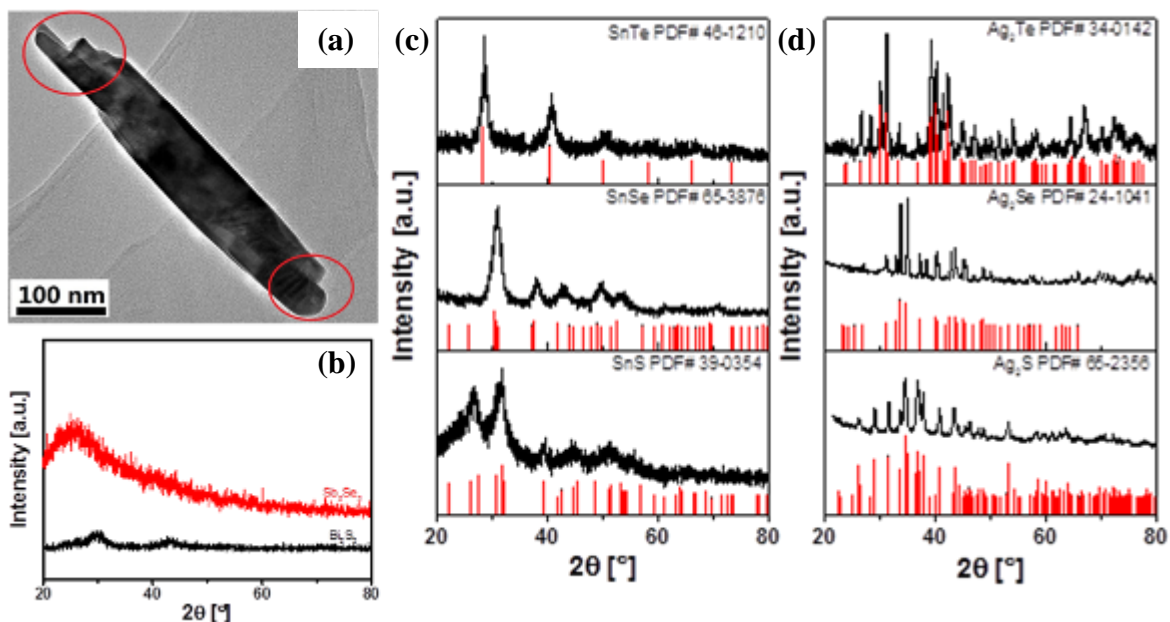 (a)
100 nm
(b)
Intensity [a.u.]
20 40 60 80
2θ [°]
(c)
SnTe PDF# 46-1210
SnSe PDF# 65-3876
SnS PDF# 39-0354
Intensity [a.u.]
20 40 60 80
2θ [°]
(d)
Ag₂Te PDF# 34-0142
Ag₂Se PDF# 24-1041
Ag₂S PDF# 65-2356
Intensity [a.u.]
20 40 60 80
2θ [°]